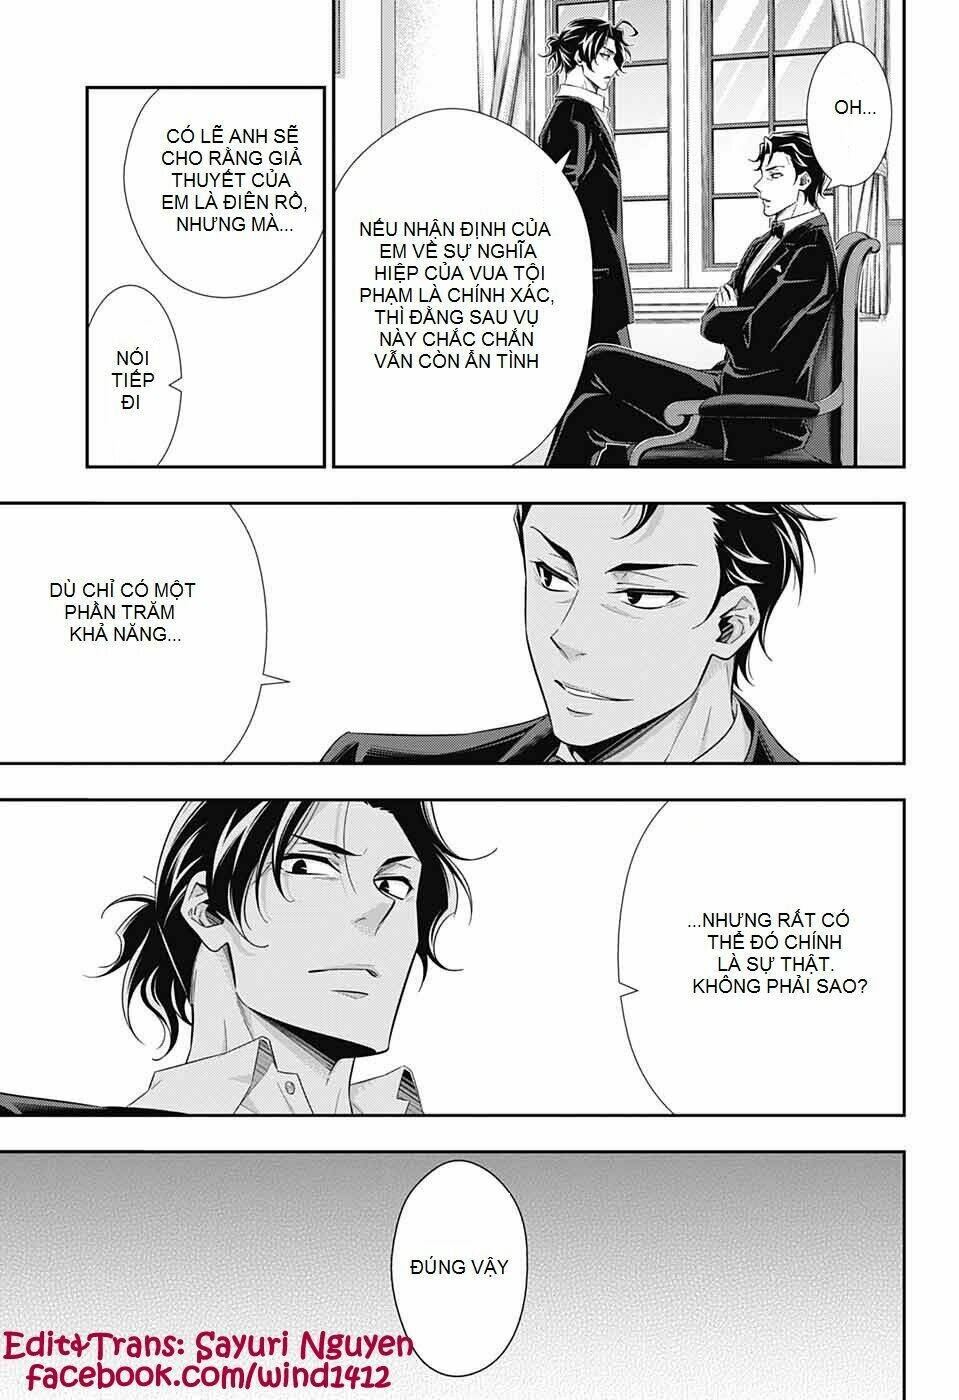 OH...
NẾU NHẬN ĐỊNH CỦA
EM VỀ SỰ NGHĨA
HIỆP CỦA VUA TỘI
PHẠM LÀ CHÍNH XÁC,
THÌ ĐẰNG SAU VỤ
NÀY CHẮC CHẮN
VẪN CÒN ẨN TÌNH
CÓ LẼ ANH SẼ
CHO RẰNG GIẢ
THUYẾT CỦA
EM LÀ ĐIÊN RỒ,
NHƯNG MÀ...
NÓI
TIẾP
ĐI
DÙ CHỈ CÓ MỘT
PHẦN TRĂM
KHẢ NĂNG...
...NHƯNG RẤT CÓ
THỂ ĐÓ CHÍNH
LÀ SỰ THẬT.
KHÔNG PHẢI SAO?
ĐÚNG VẬY
Edit&Trans: Sayuri Nguyen
facebook.com/wind1412